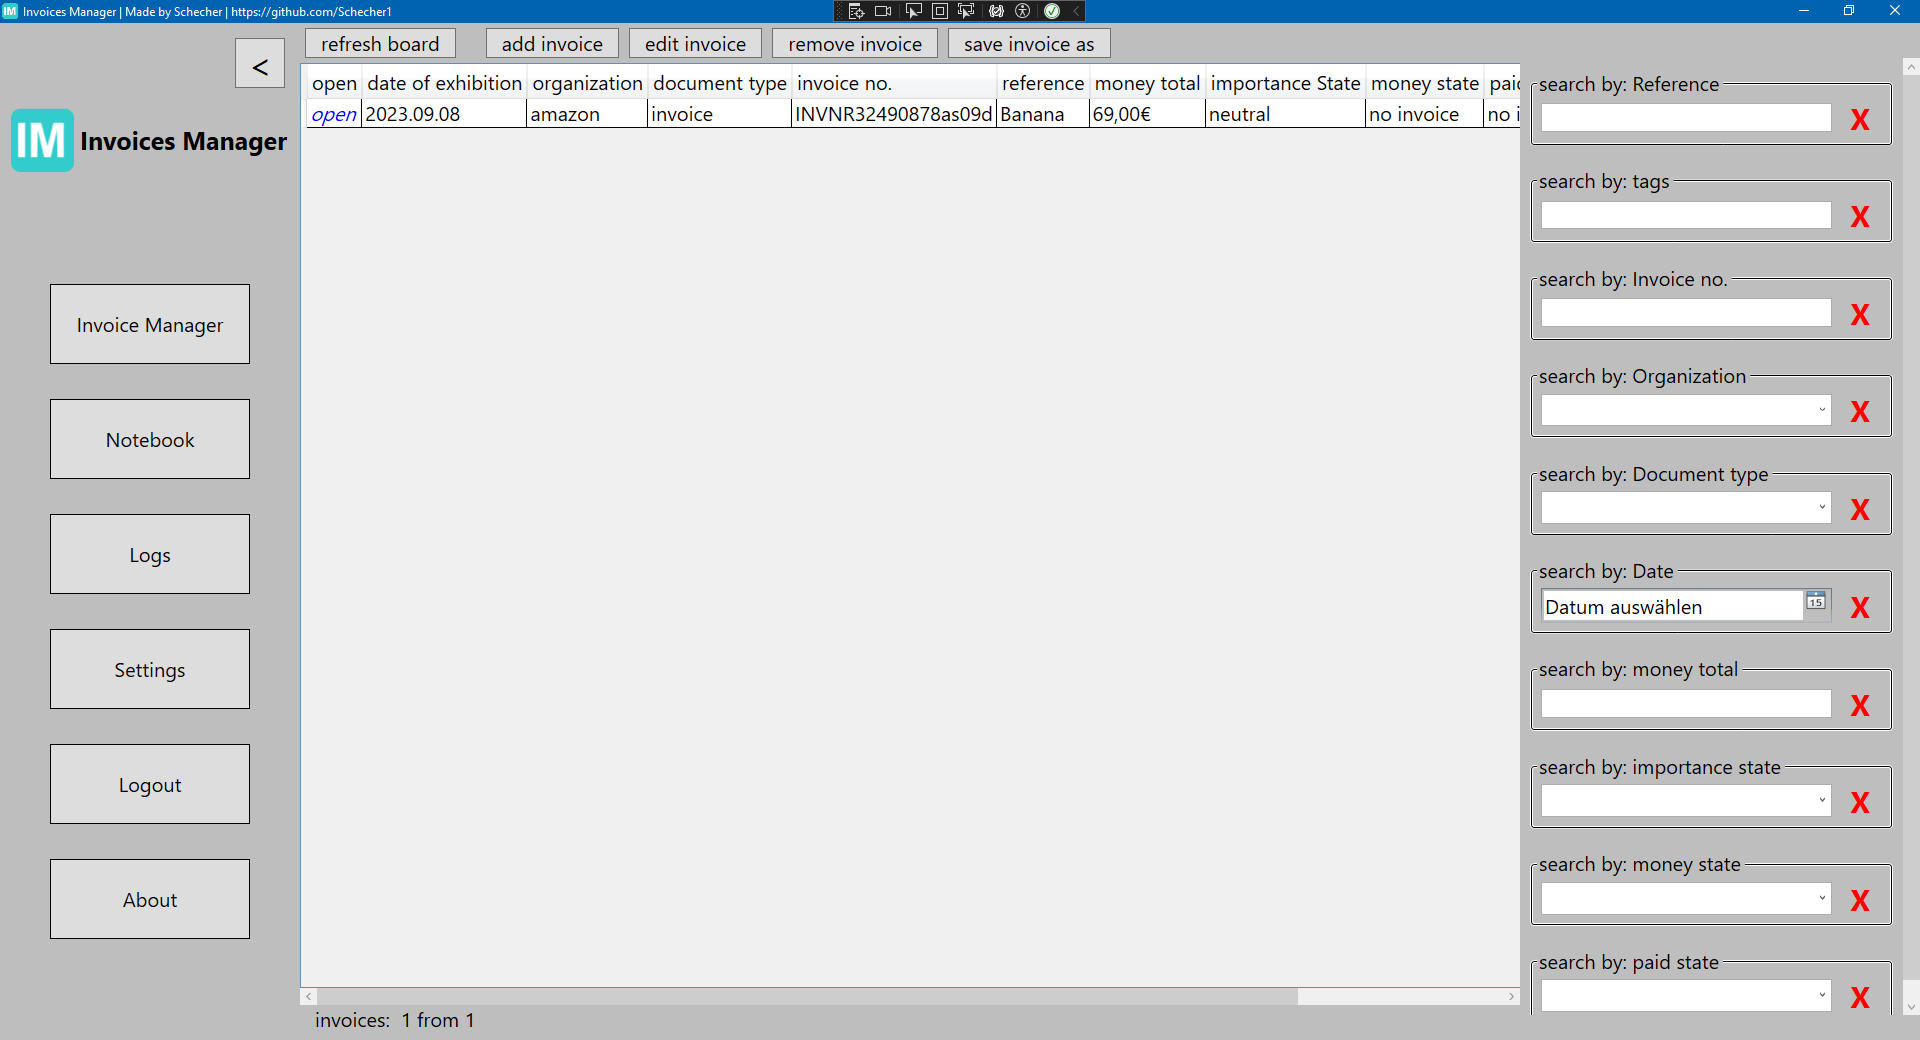 IM Invoices Manager | Made by Schecher | https://github.com/Schecher1
<
IM Invoices Manager
Invoice Manager
Notebook
Logs
Settings
Logout
About
refresh board add invoice edit invoice remove invoice save invoice as
open date of exhibition organization document type invoice no. reference money total importance State money state paid
open 2023.09.08 amazon invoice INVNR32490878as09d Banana 69,00€ neutral no invoice no i
invoices: 1 from 1
search by: Reference
X
search by: tags
X
search by: Invoice no.
X
search by: Organization
X
search by: Document type
X
search by: Date
Datum auswählen 15 X
search by: money total
X
search by: importance state
X
search by: money state
X
search by: paid state
X